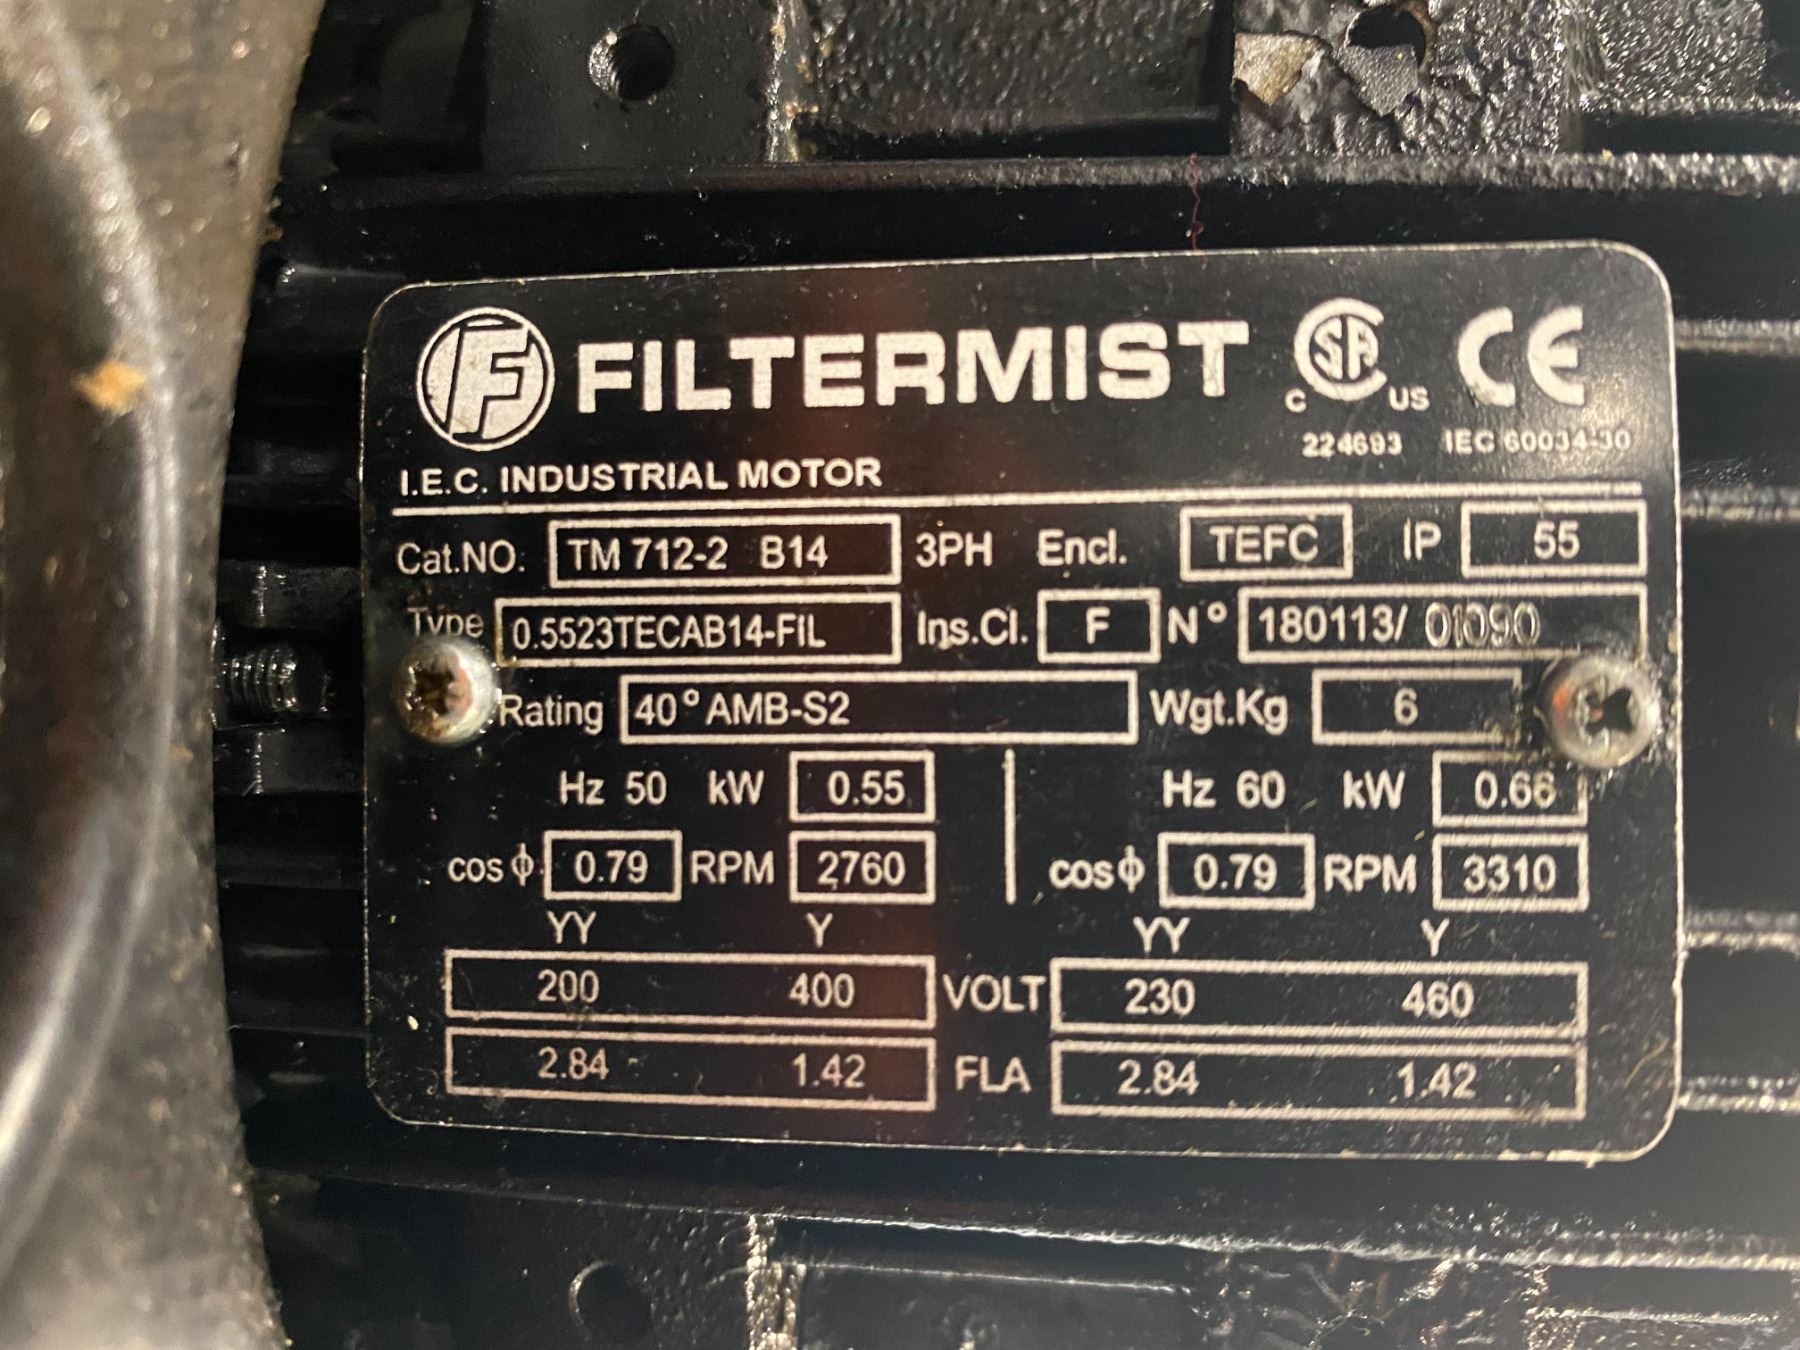 F FILTERMIST C SA US CE
224693 IEC 60034-30
I.E.C. INDUSTRIAL MOTOR
Cat.NO. TM 712-2 B14 3PH Encl. TEFC IP 55
Type 0.5523TECAB14-FIL Ins.Cl. F N° 180113/ 01090
Rating 40° AMB-S2 Wgt.Kg 6
Hz 50 kW 0.55 Hz 60 kW 0.66
cos ϕ 0.79 RPM 2760 cos ϕ 0.79 RPM 3310
YY Y YY Y
200 400 VOLT 230 460
2.84 1.42 FLA 2.84 1.42